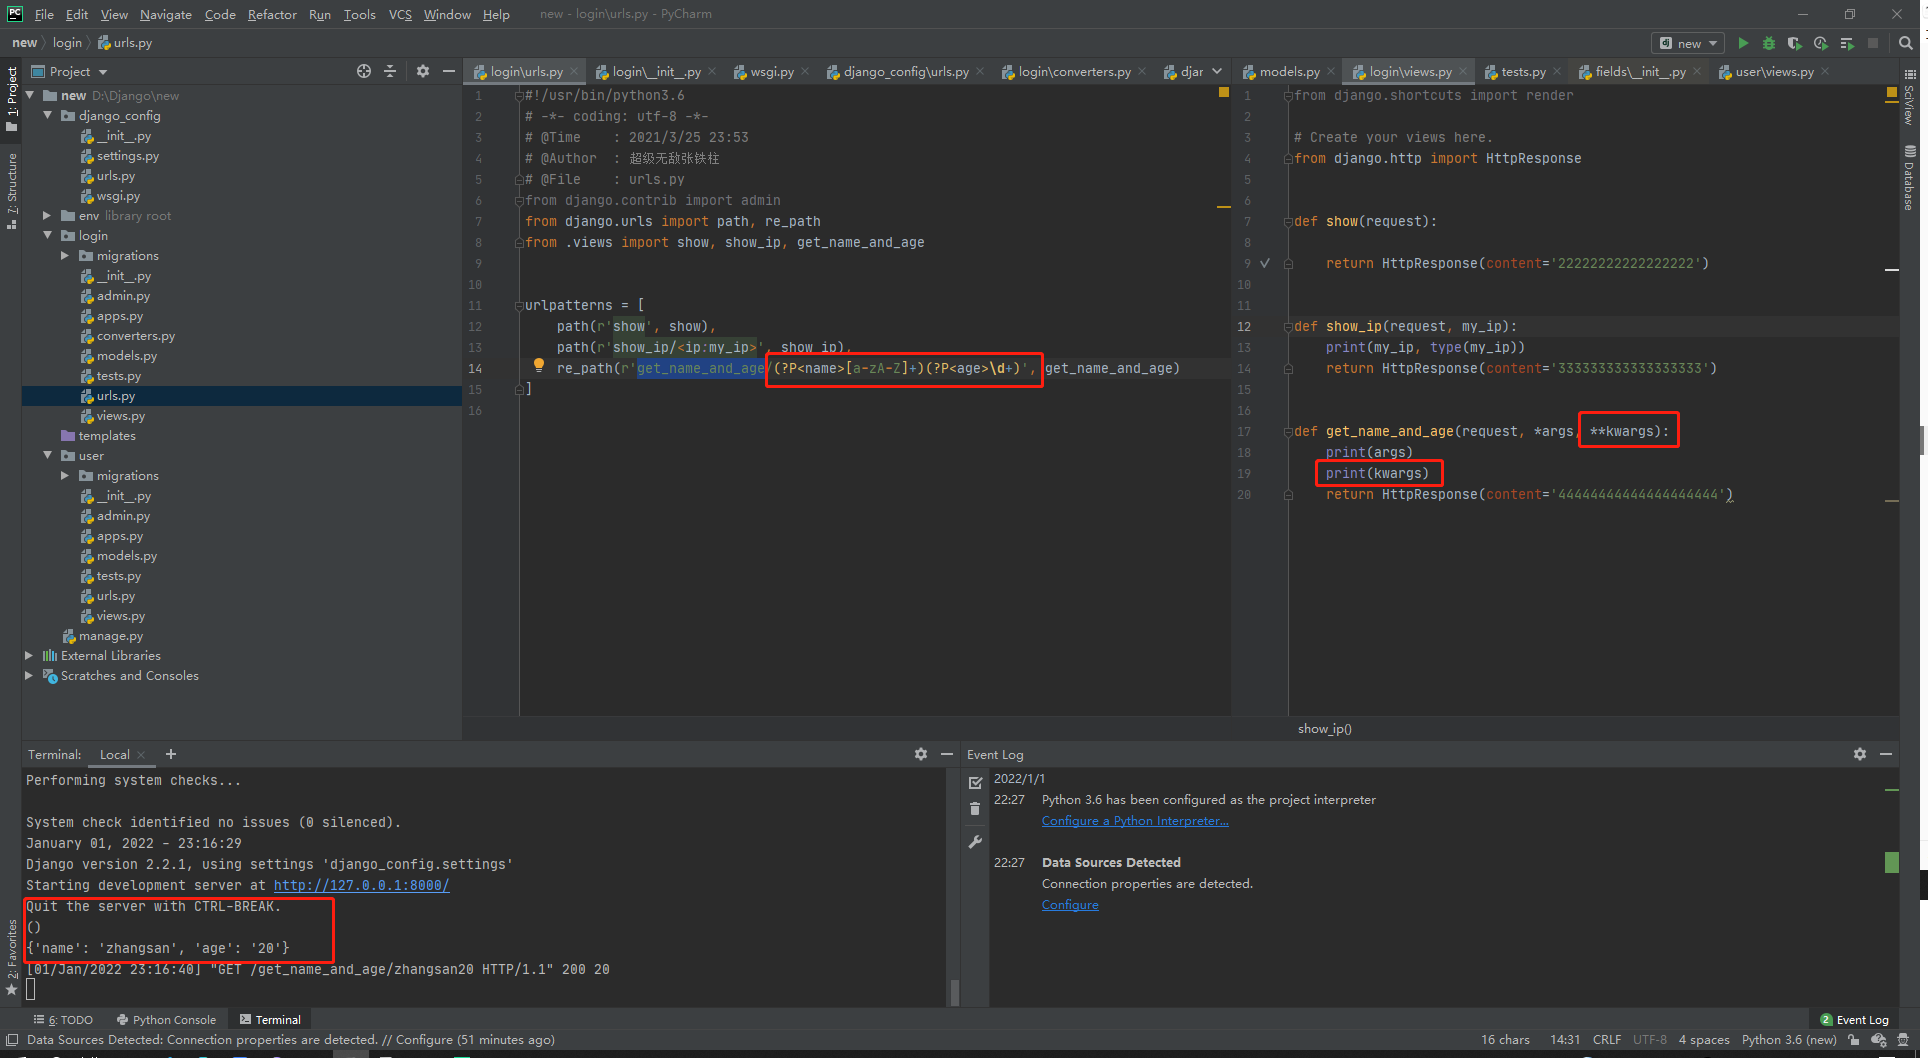 File Edit View Navigate Code Refactor Run Tools VCS Window Help new - login\urls.py - PyCharm
new login urls.py new
1: Project
7: Structure
2: Favorites
SciView
Database
Project
new D:\Django\new
django_config
__init__.py
settings.py
urls.py
wsgi.py
env library root
login
migrations
__init__.py
admin.py
apps.py
converters.py
models.py
tests.py
urls.py
views.py
templates
user
migrations
__init__.py
admin.py
apps.py
models.py
tests.py
urls.py
views.py
manage.py
External Libraries
Scratches and Consoles
login\urls.py login\__init__.py wsgi.py django_config\urls.py login\converters.py djar
1 #!/usr/bin/python3.6
2 # -*- coding: utf-8 -*-
3 # @Time : 2021/3/25 23:53
4 # @Author : 超级无敌张铁柱
5 # @File : urls.py
6 from django.contrib import admin
7 from django.urls import path, re_path
8 from .views import show, show_ip, get_name_and_age
9
10
11 urlpatterns = [
12 path(r'show', show),
13 path(r'show_ip/<ip:my_ip>', show_ip),
14 re_path(r'get_name_and_age/(?P<name>[a-zA-Z]+)(?P<age>\d+)', get_name_and_age)
15 ]
16
models.py login\views.py tests.py fields\__init__.py user\views.py
1 from django.shortcuts import render
2
3 # Create your views here.
4 from django.http import HttpResponse
5
6
7 def show(request):
8
9 return HttpResponse(content='22222222222222222')
10
11
12 def show_ip(request, my_ip):
13 print(my_ip, type(my_ip))
14 return HttpResponse(content='333333333333333333')
15
16
17 def get_name_and_age(request, *args, **kwargs):
18 print(args)
19 print(kwargs)
20 return HttpResponse(content='44444444444444444444')
show_ip()
Terminal: Local +
Performing system checks...
System check identified no issues (0 silenced).
January 01, 2022 - 23:16:29
Django version 2.2.1, using settings 'django_config.settings'
Starting development server at http://127.0.0.1:8000/
Quit the server with CTRL-BREAK.
()
{'name': 'zhangsan', 'age': '20'}
[01/Jan/2022 23:16:40] "GET /get_name_and_age/zhangsan20 HTTP/1.1" 200 20
Event Log
2022/1/1
22:27 Python 3.6 has been configured as the project interpreter
Configure a Python Interpreter...
22:27 Data Sources Detected
Connection properties are detected.
Configure
6: TODO Python Console Terminal 2 Event Log
Data Sources Detected: Connection properties are detected. // Configure (51 minutes ago) 16 chars 14:31 CRLF UTF-8 4 spaces Python 3.6 (new)